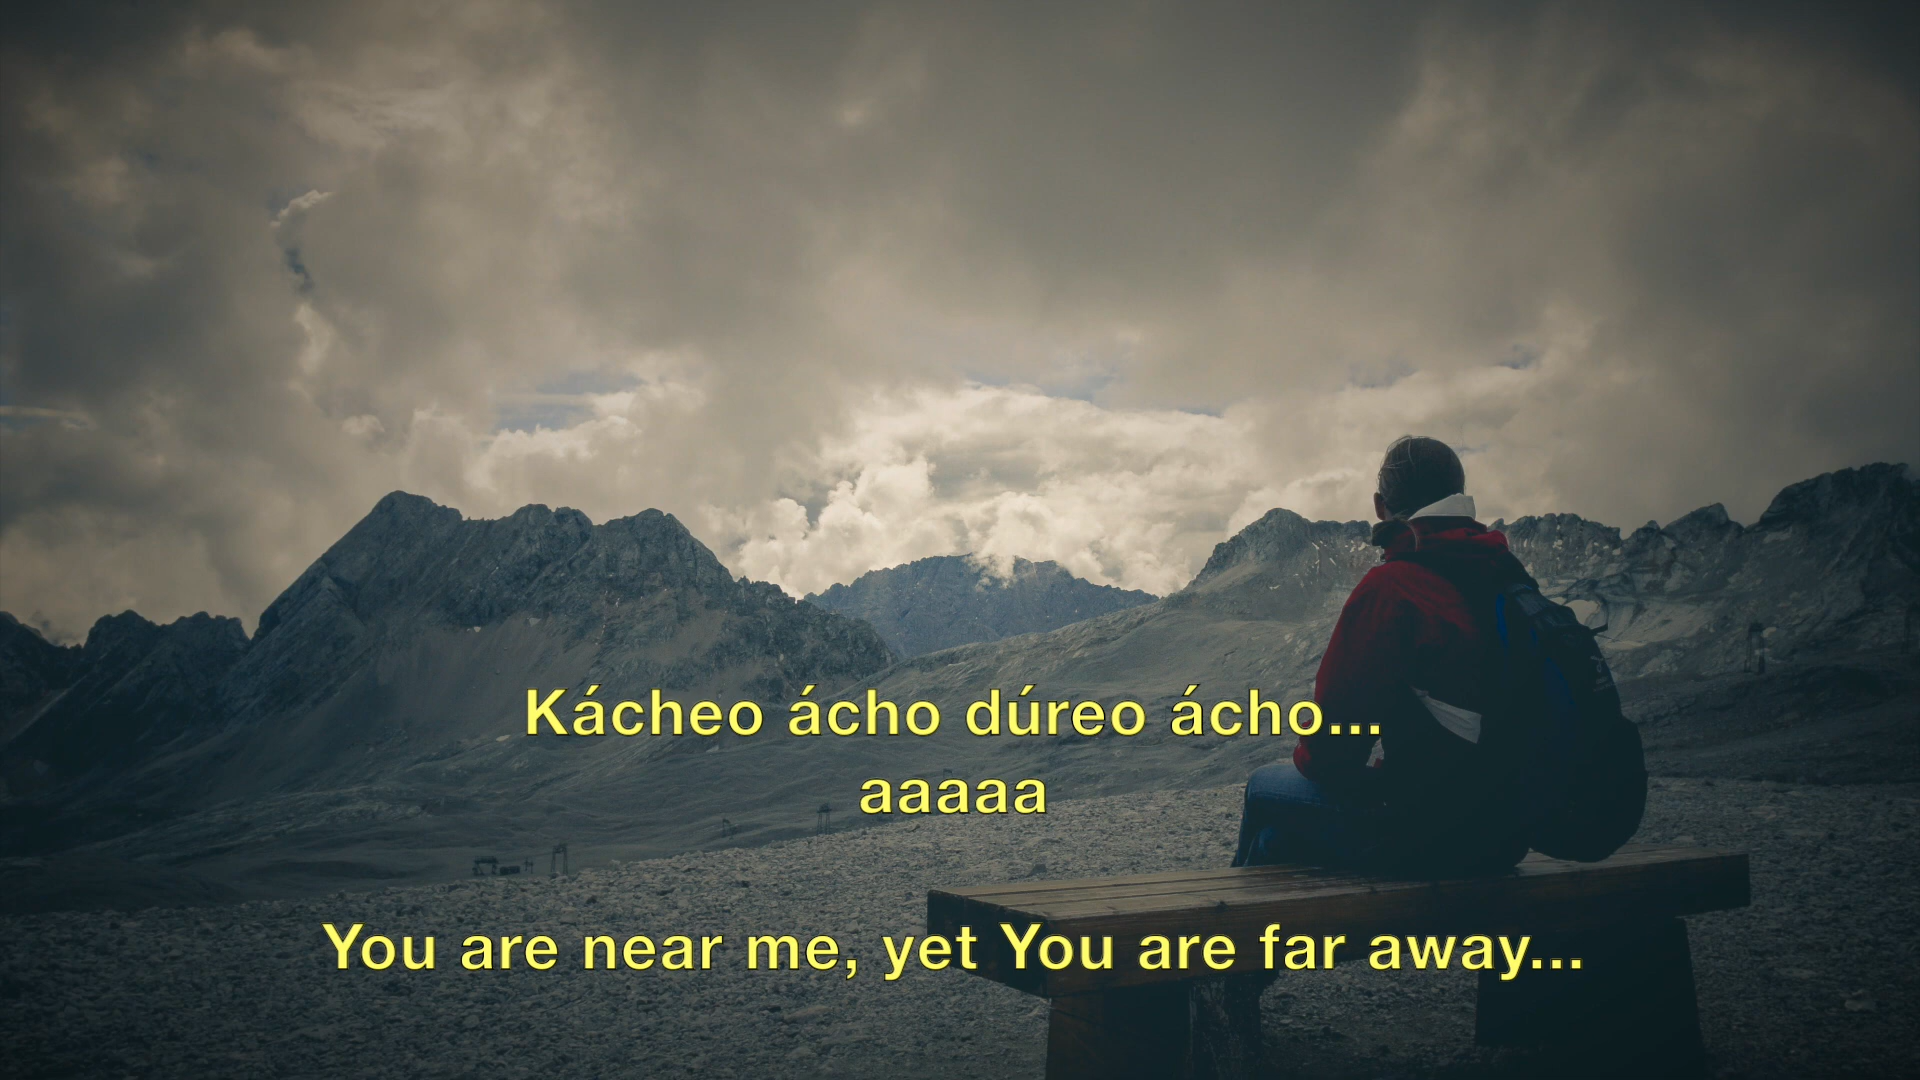 Kácheo ácho dúreo ácho...
aaaaa
You are near me, yet You are far away...